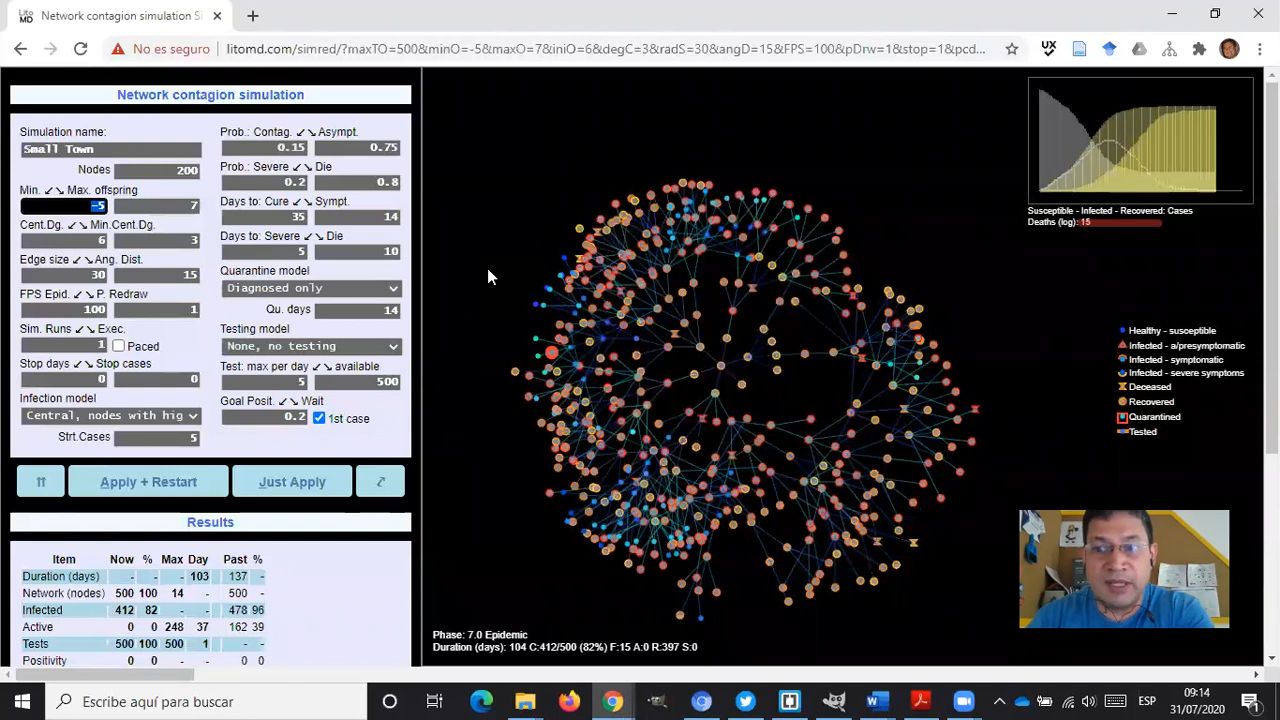 Lito
MD
Network contagion simulation S
No es seguro
litomd.com/simred/?maxTO=500&minO=-5&maxO=7&iniO=6&degC=3&radS=30&angD=15&FPS=100&pDrw=1&stop=1&pcd...
UX
Network contagion simulation
Simulation name:
Small Town
Nodes 200
Min. ↙↘ Max. offspring
-5 7
Cent.Dg. ↙↘ Min.Cent.Dg.
6 3
Edge size ↙↘ Ang. Dist.
30 15
FPS Epid. ↙↘ P. Redraw
100 1
Sim. Runs ↙↘ Exec.
1 Paced
Stop days ↙↘ Stop cases
0 0
Infection model
Central, nodes with hig
Strt.Cases 5
Prob.: Contag. ↙↘ Asympt.
0.15 0.75
Prob.: Severe ↙↘ Die
0.2 0.8
Days to: Cure ↙↘ Sympt.
35 14
Days to: Severe ↙↘ Die
5 10
Quarantine model
Diagnosed only
Qu. days 14
Testing model
None, no testing
Test: max per day ↙↘ available
5 500
Goal Posit. ↙↘ Wait
0.2 1st case
⇈ Apply + Restart Just Apply ⤢
Results
Item Now % Max Day Past %
Duration (days) - - - 103 137 -
Network (nodes) 500 100 14 - 500 -
Infected 412 82 - - 478 96
Active 0 0 248 37 162 39
Tests 500 100 500 1 - -
Positivity 0 0 - - 0 0
Susceptible - Infected - Recovered: Cases
Deaths (log): 15
Healthy - susceptible
Infected - a/presymptomatic
Infected - symptomatic
Infected - severe symptoms
Deceased
Recovered
Quarantined
Tested
Phase: 7.0 Epidemic
Duration (days): 104 C:412/500 (82%) F:15 A:0 R:397 S:0
Escribe aquí para buscar
ESP
09:14
31/07/2020
1